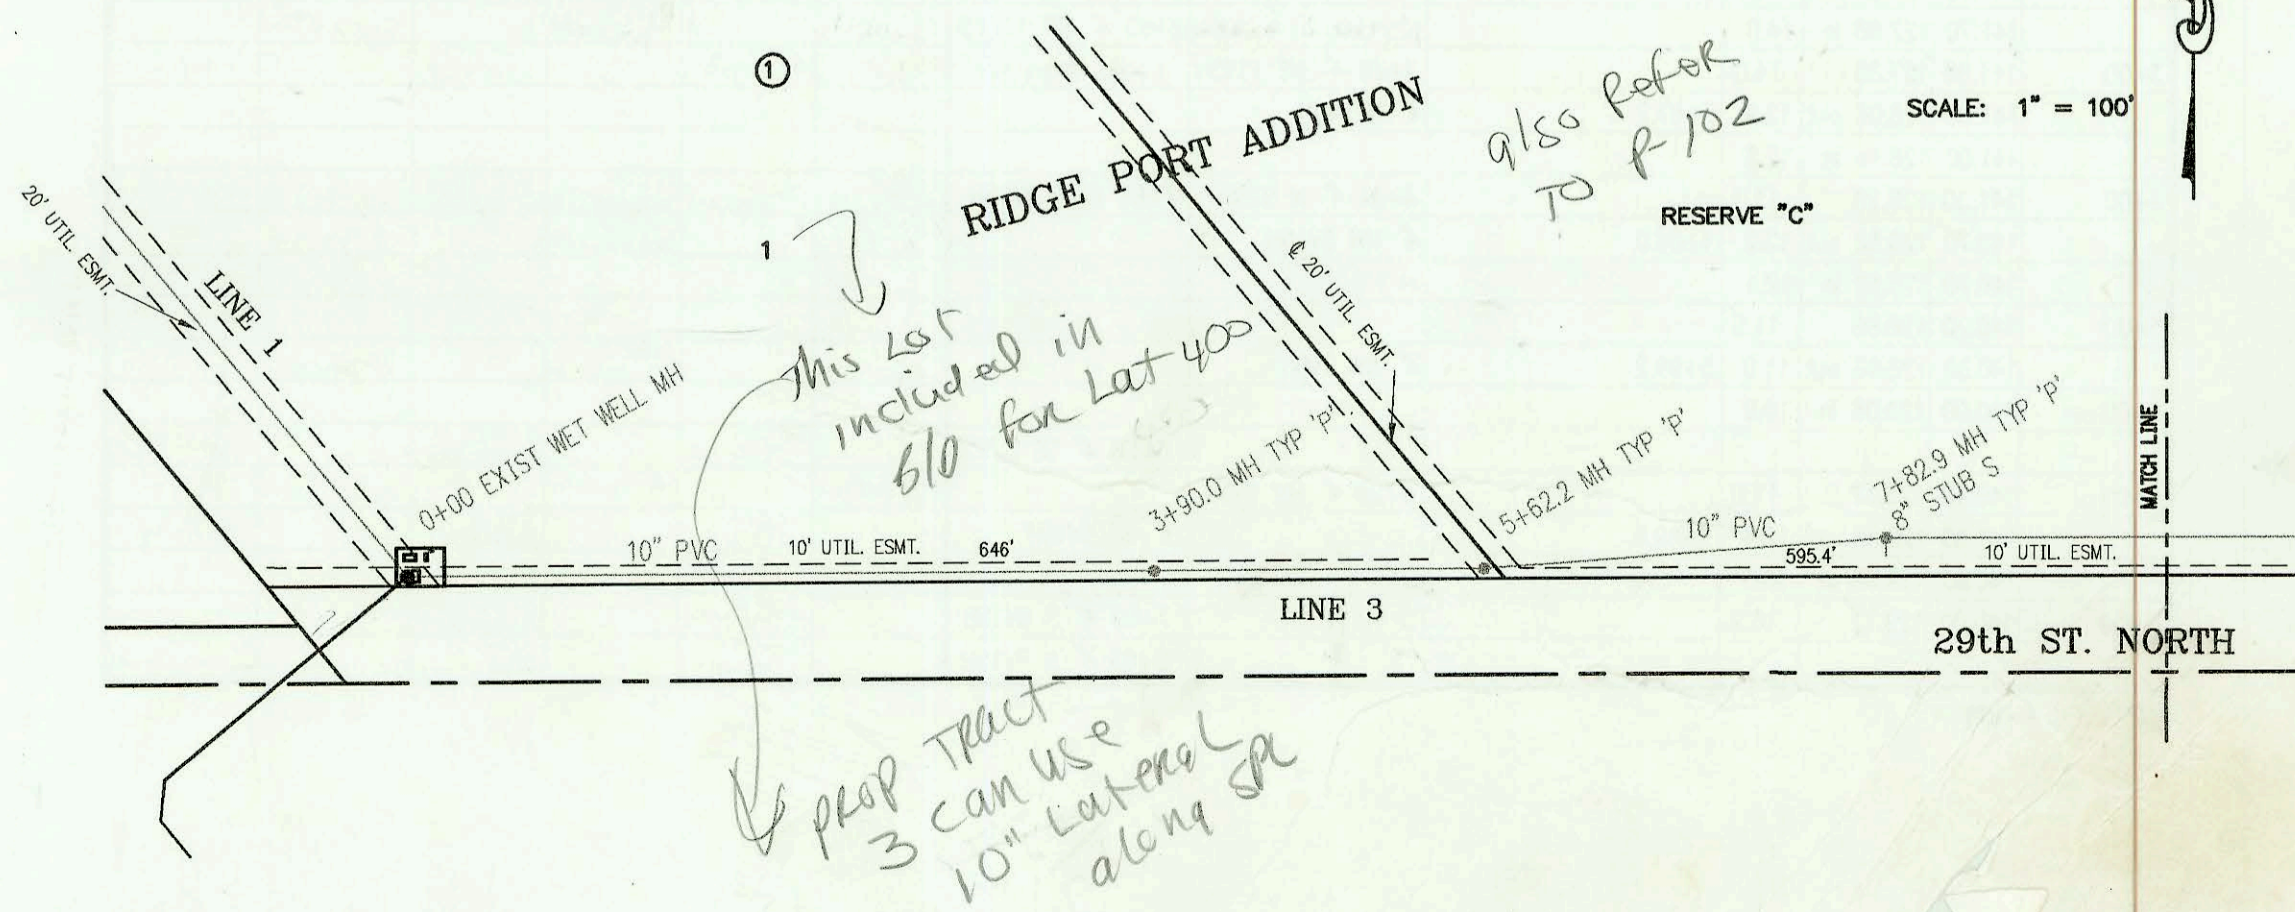 ①
RIDGE PORT ADDITION
also Refer
TO P-102
SCALE: 1" = 100'
RESERVE "C"
20' UTIL. ESMT.
LINE 1
1
℄ 20' UTIL. ESMT.
This Lot
included in
for Lat 400
0+00 EXIST WET WELL MH
3+90.0 MH TYP 'P'
5+62.2 MH TYP 'P'
7+82.9 MH TYP 'P'
8" STUB S
MATCH LINE
10" PVC
10' UTIL. ESMT.
646'
10" PVC
595.4'
10' UTIL. ESMT.
LINE 3
29th ST. NORTH
PROP TRACT
3 can use
10" Lateral
along SPL